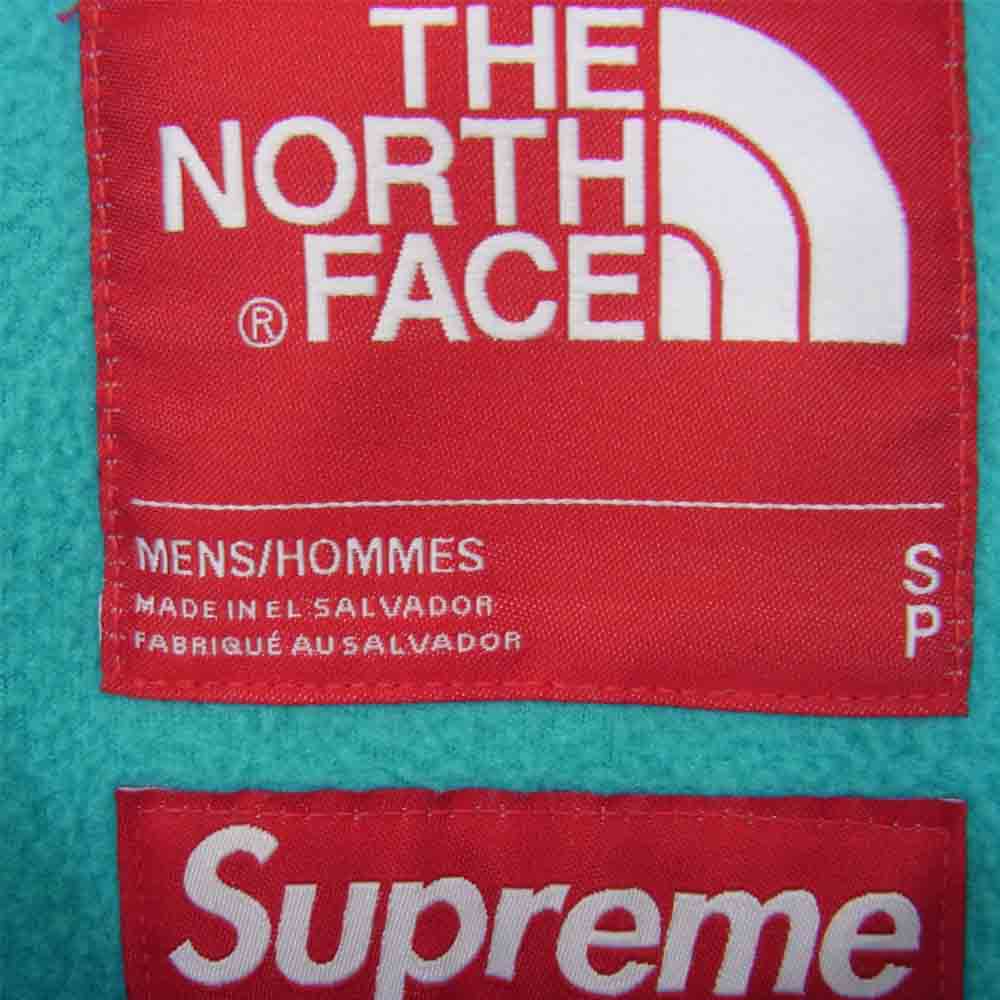 THE
NORTH
® FACE
MENS/HOMMES S
MADE IN EL SALVADOR
FABRIQUÉ AU SALVADOR P
Supreme